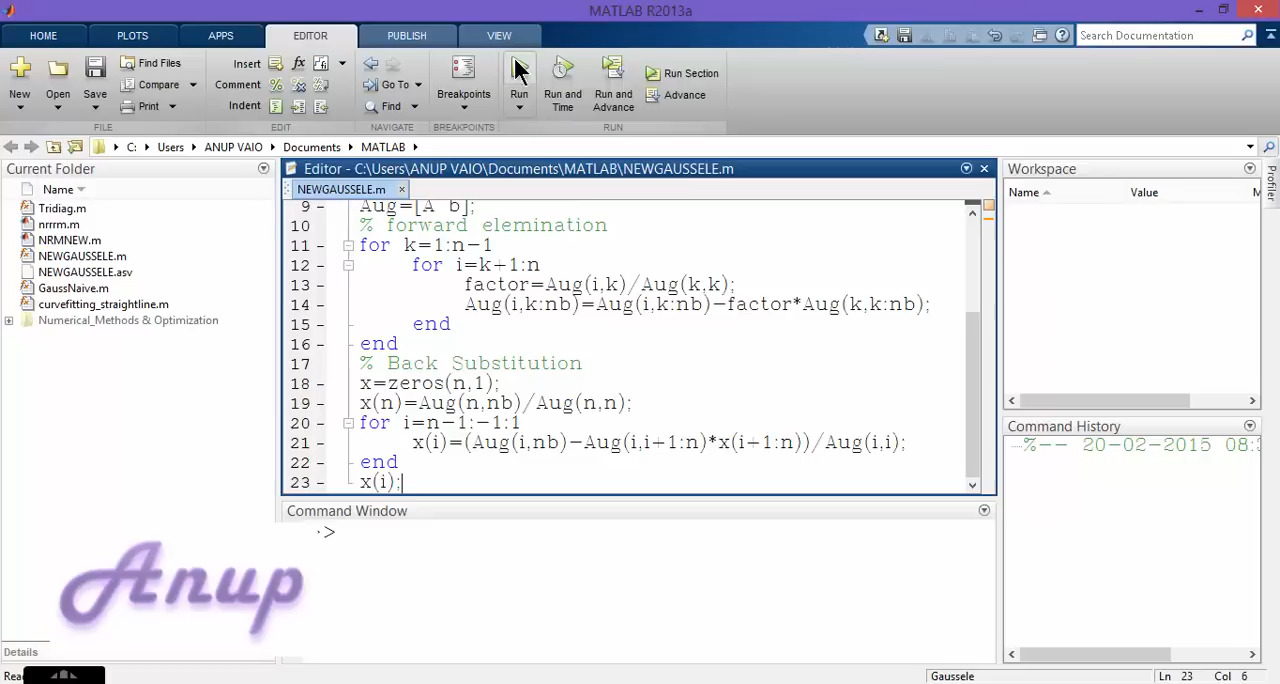 MATLAB R2013a
HOME PLOTS APPS EDITOR PUBLISH VIEW
Search Documentation
New Open Save
Find Files
Compare
Print
FILE
Insert
Comment
Indent
EDIT
Go To
Find
NAVIGATE
Breakpoints
BREAKPOINTS
Run
Run and Time
Run and Advance
Run Section
Advance
RUN
C: Users ANUP VAIO Documents MATLAB
Current Folder
Name
Tridiag.m
nrrrm.m
NRMNEW.m
NEWGAUSSELE.m
NEWGAUSSELE.asv
GaussNaive.m
curvefitting_straightline.m
Numerical_Methods & Optimization
Details
Editor - C:\Users\ANUP VAIO\Documents\MATLAB\NEWGAUSSELE.m
NEWGAUSSELE.m
9 - Aug=[A b];
10 % forward elemination
11 - for k=1:n-1
12 - for i=k+1:n
13 - factor=Aug(i,k)/Aug(k,k);
14 - Aug(i,k:nb)=Aug(i,k:nb)-factor*Aug(k,k:nb);
15 - end
16 - end
17 % Back Substitution
18 - x=zeros(n,1);
19 - x(n)=Aug(n,nb)/Aug(n,n);
20 - for i=n-1:-1:1
21 - x(i)=(Aug(i,nb)-Aug(i,i+1:n)*x(i+1:n))/Aug(i,i);
22 - end
23 - x(i);
Command Window
>
Anup
Workspace
Name Value M
Command History
%-- 20-02-2015 08:
Profiler
Gaussele
Ln 23 Col 6